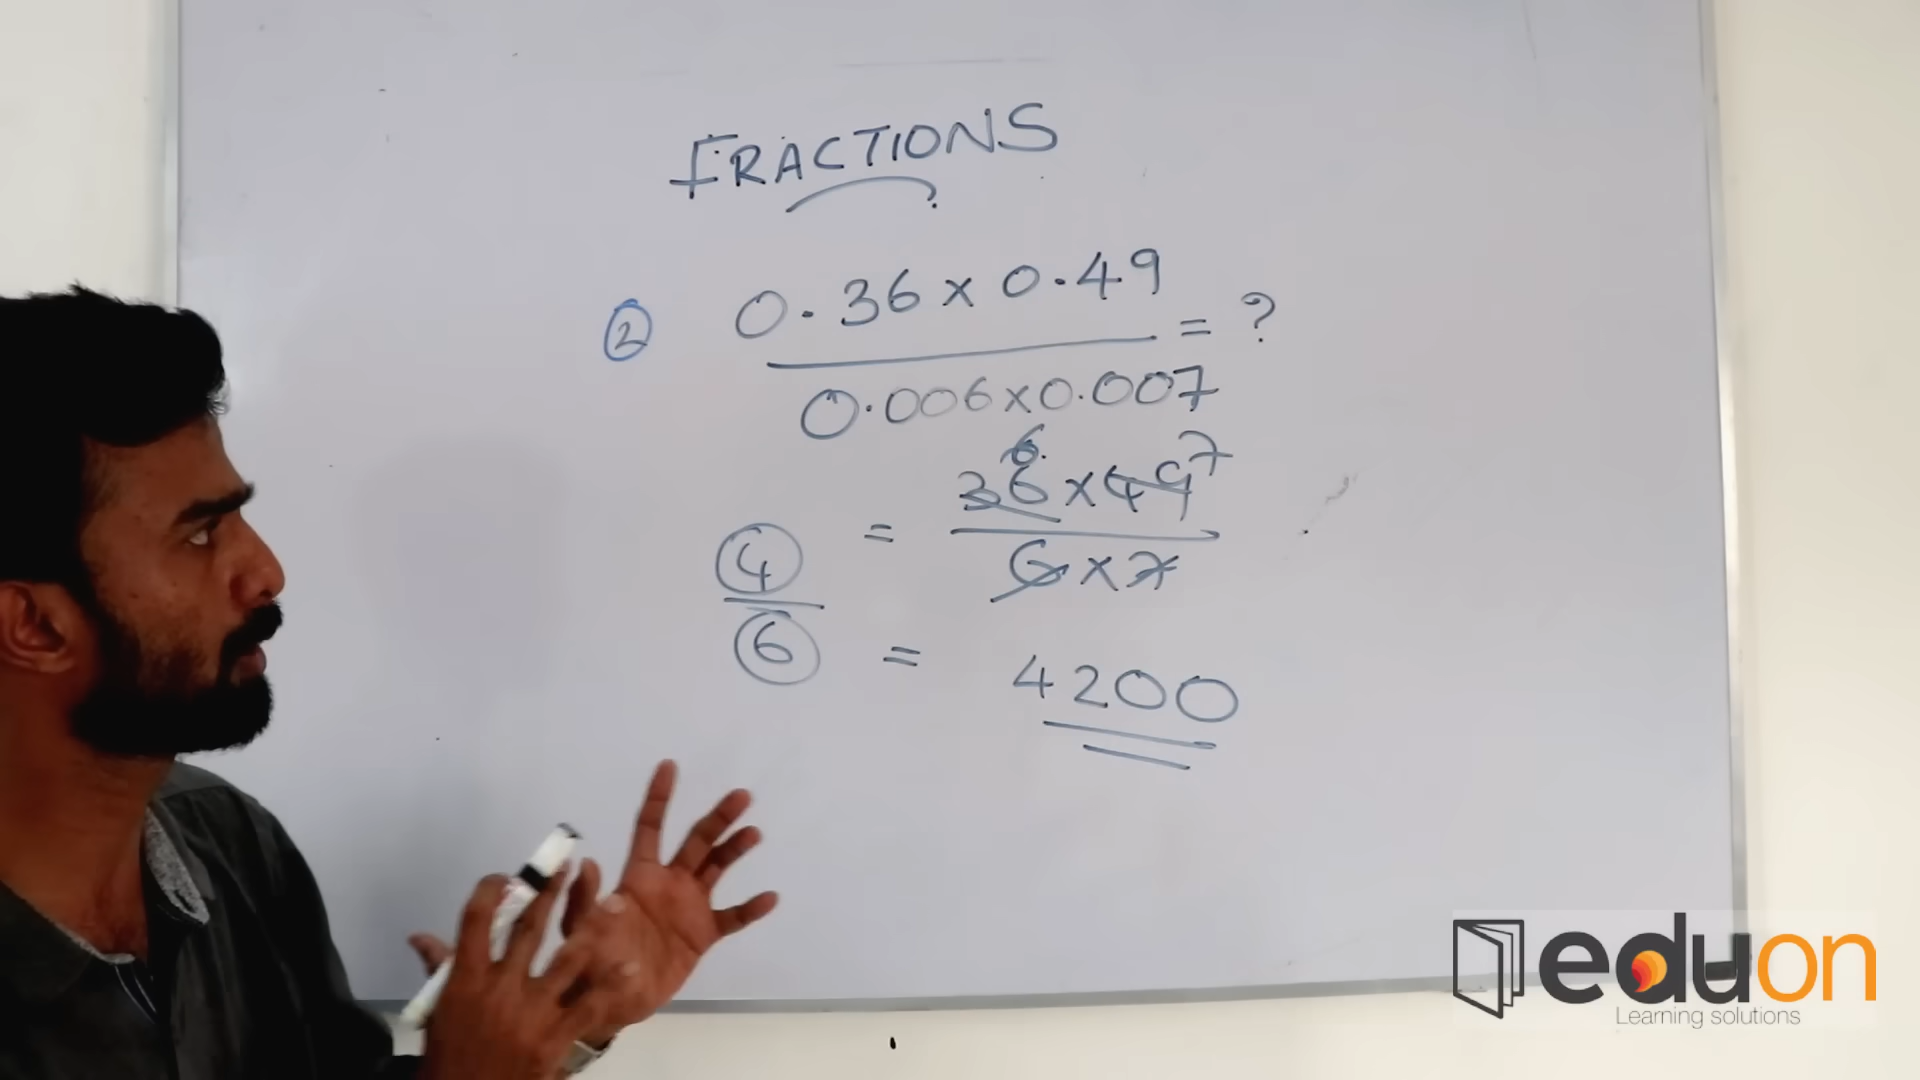 FRACTIONS
② 0.36 x 0.49 = ?
0.006 x 0.007
6 7
= 36 x 49
6 x 7
4
6
= 4200
eduon
Learning solutions